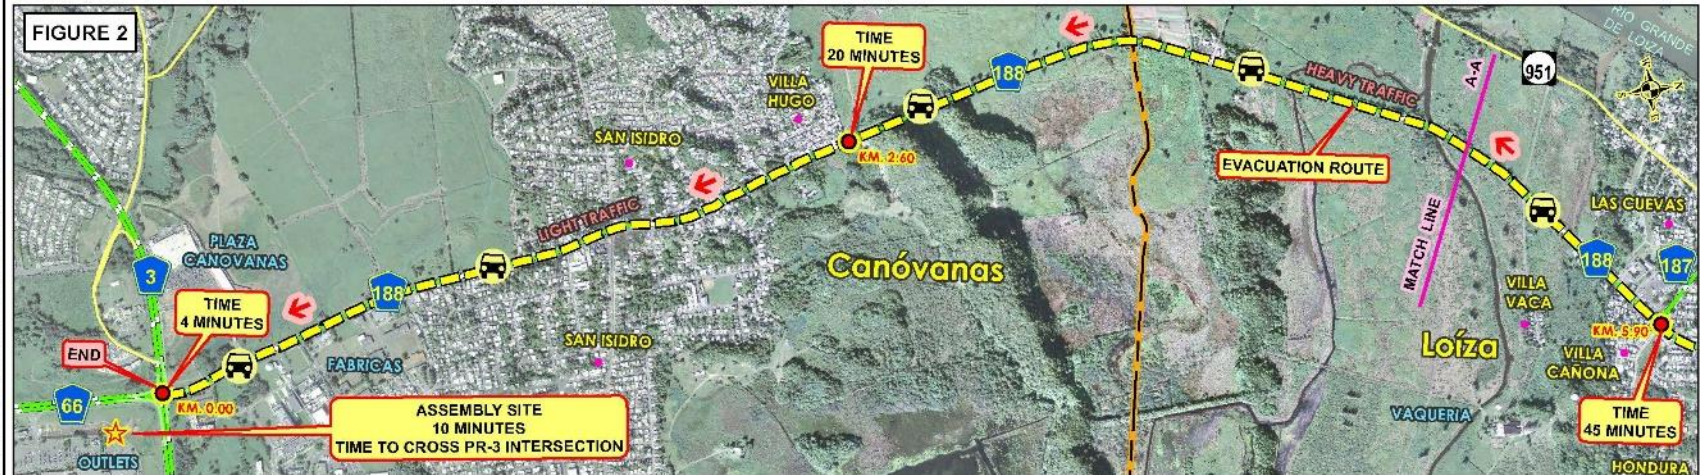 FIGURE 2
TIME
20 MINUTES
RIO GRANDE
DE LOIZA
951
A-A
HEAVY TRAFFIC
188
VILLA
HUGO
SAN ISIDRO
KM. 2.60
EVACUATION ROUTE
LIGHT TRAFFIC
MATCH LINE
LAS CUEVAS
PLAZA
CANOVANAS
3
188
Canóvanas
188
187
TIME
4 MINUTES
VILLA
VACA
KM. 5.90
END
SAN ISIDRO
FABRICAS
Loíza
VILLA
CAÑONA
66
KM. 0.00
ASSEMBLY SITE
10 MINUTES
TIME TO CROSS PR-3 INTERSECTION
VAQUERIA
TIME
45 MINUTES
OUTLETS
HONDURA